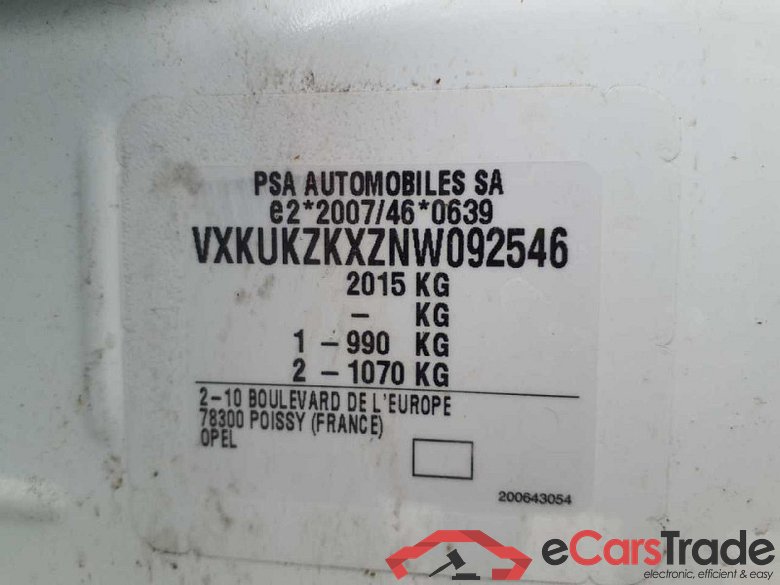 PSA AUTOMOBILES SA
e2*2007/46*0639
VXKUKZKXZNW092546
2015 KG
- KG
1 - 990 KG
2 - 1070 KG
2-10 BOULEVARD DE L'EUROPE
78300 POISSY (FRANCE)
OPEL
200643054
eCarsTrade
electronic, efficient & easy